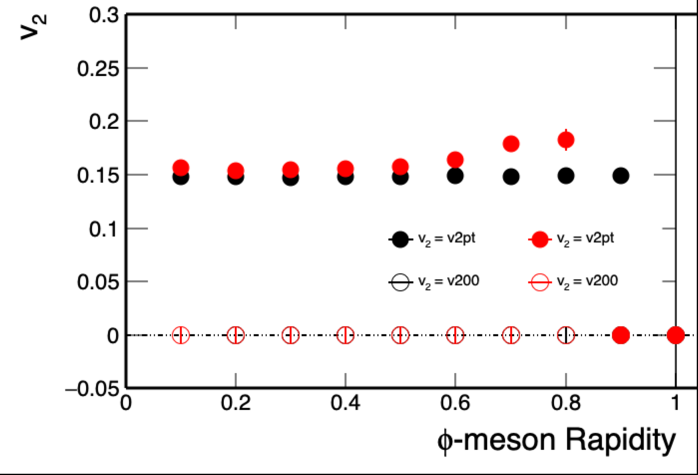 v₂
0.3
0.25
0.2
0.15
0.1
0.05
0
−0.05
v₂ = v2pt
v₂ = v2pt
v₂ = v200
v₂ = v200
0 0.2 0.4 0.6 0.8 1
ϕ-meson Rapidity